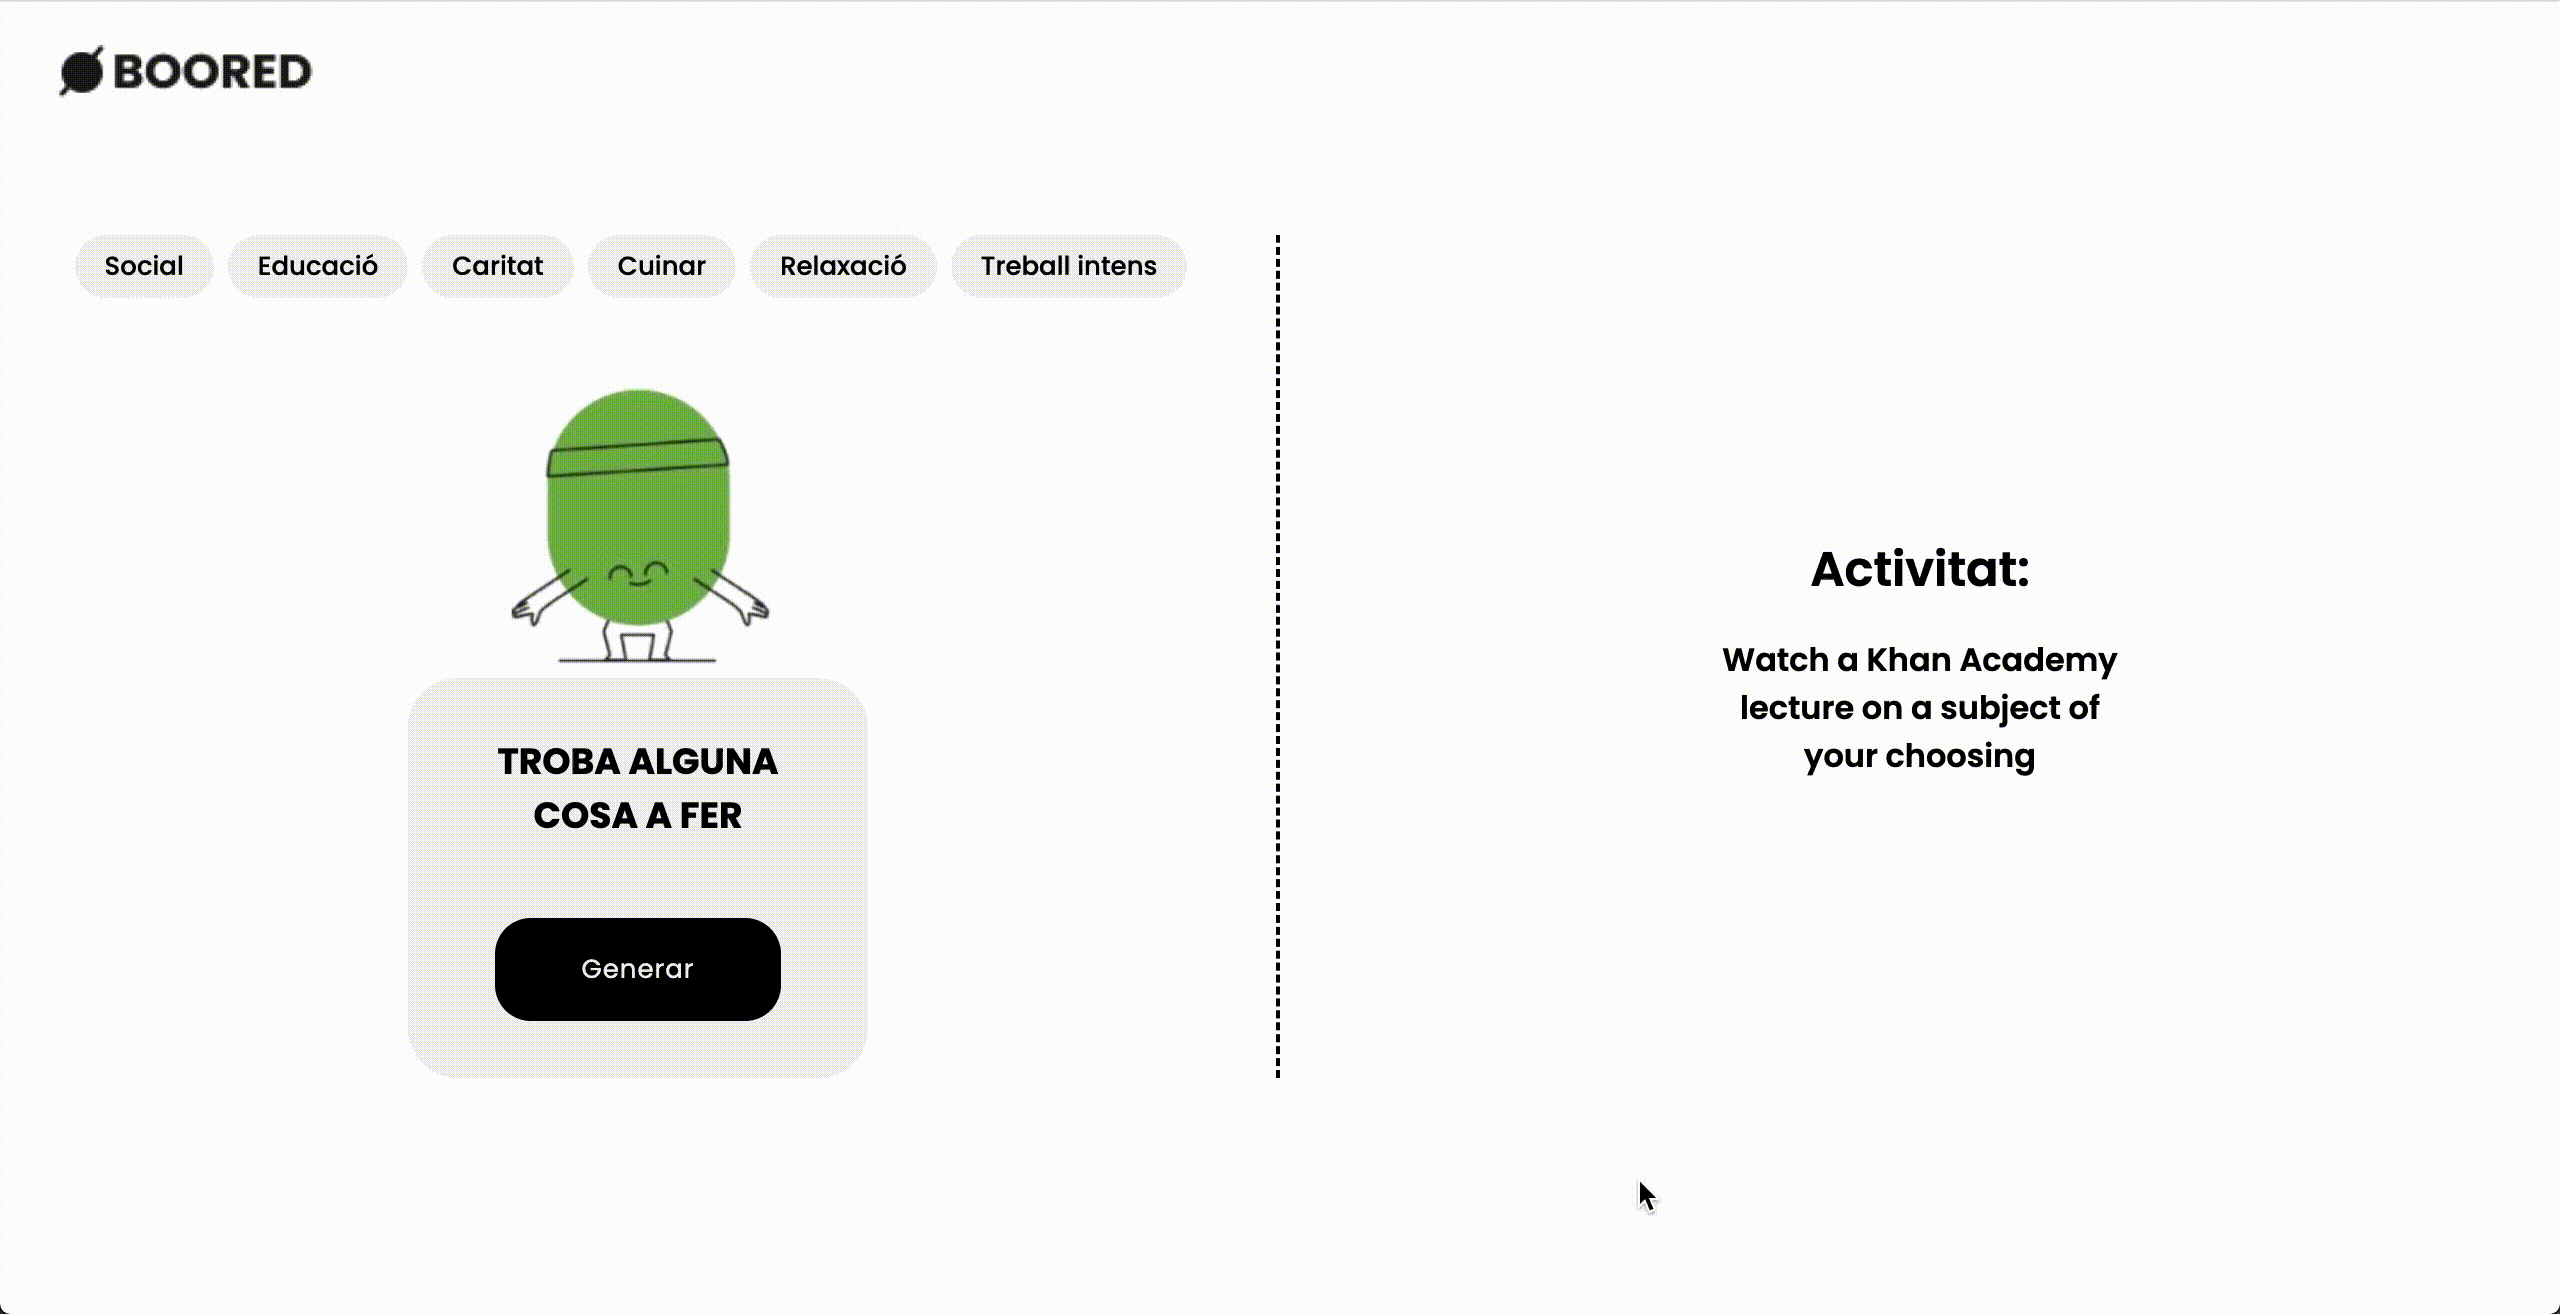 BOORED
Social
Educació
Caritat
Cuinar
Relaxació
Treball intens
TROBA ALGUNA
COSA A FER
Generar
Activitat:
Watch a Khan Academy
lecture on a subject of
your choosing